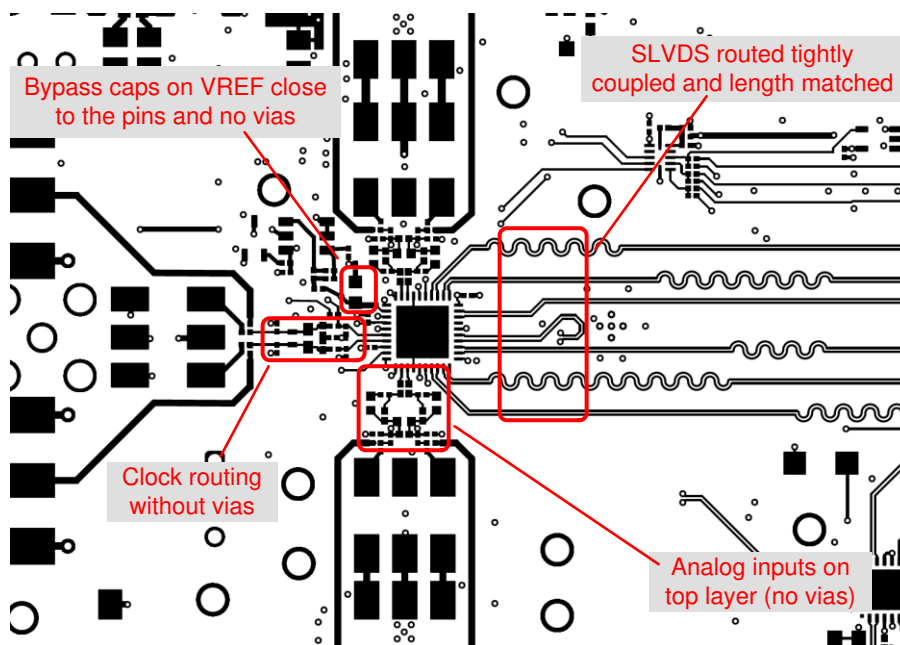 Bypass caps on VREF close
to the pins and no vias
SLVDS routed tightly
coupled and length matched
Clock routing
without vias
Analog inputs on
top layer (no vias)